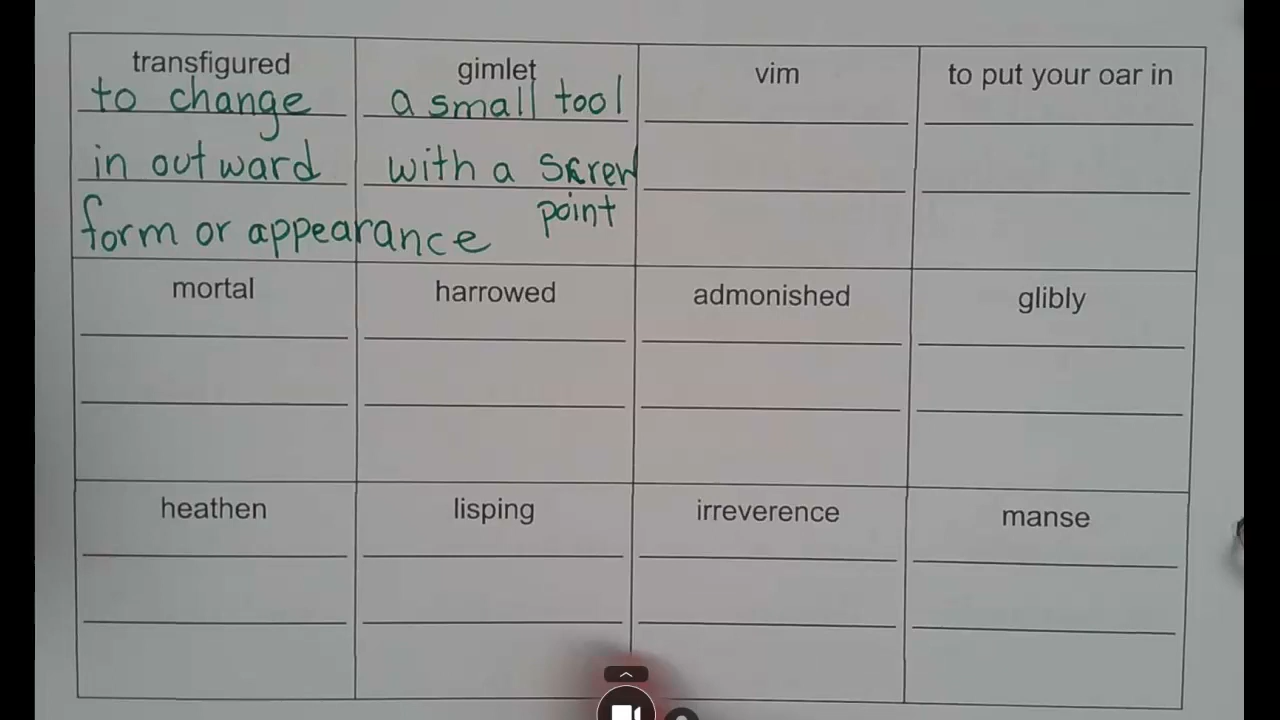 transfigured
to change
in outward
form or appearance
gimlet
a small tool
with a screw
point
vim
to put your oar in
mortal
harrowed
admonished
glibly
heathen
lisping
irreverence
manse